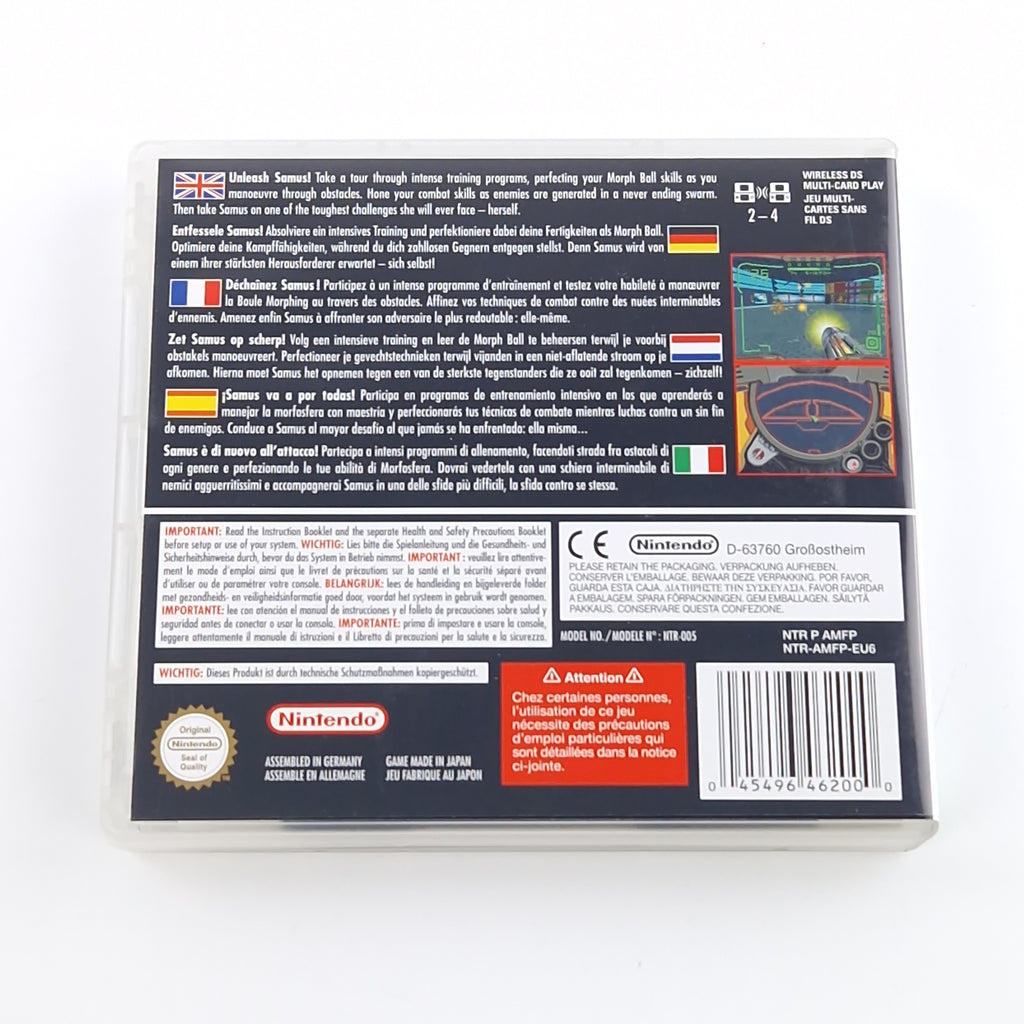 Unleash Samus! Take a tour through intense training programs, perfecting your Morph Ball skills as you
manoeuvre through obstacles. Hone your combat skills as enemies are generated in a never ending swarm.
Then take Samus on one of the toughest challenges she will ever face – herself.
Entfessele Samus! Absolviere ein intensives Training und perfektioniere dabei deine Fertigkeiten als Morph Ball.
Optimiere deine Kampffähigkeiten, während du dich zahllosen Gegnern entgegen stellst. Denn Samus wird von
einem ihrer stärksten Herausforderer erwartet – sich selbst!
Déchaînez Samus ! Participez à un intense programme d'entraînement et testez votre habileté à manœuvrer
la Boule Morphing au travers des obstacles. Affinez vos techniques de combat contre des nuées interminables
d'ennemis. Amenez enfin Samus à affronter son adversaire le plus redoutable : elle-même.
Zet Samus op scherp! Volg een intensieve training en leer de Morph Ball te beheersen terwijl je voorbij
obstakels manoeuvreert. Perfectioneer je gevechtstechnieken terwijl vijanden in een niet-aflatende stroom op je
afkomen. Hierna moet Samus het opnemen tegen een van de sterkste tegenstanders die ze ooit zal tegenkomen – zichzelf!
¡Samus va a por todas! Participa en programas de entrenamiento intensivo en los que aprenderás a
manejar la morfosfera con maestría y perfeccionarás tus técnicas de combate mientras luchas contra un sin fin
de enemigos. Conduce a Samus al mayor desafío al que jamás se ha enfrentado: ella misma...
Samus è di nuovo all'attacco! Partecipa a intensi programmi di allenamento, facendoti strada fra ostacoli di
ogni genere e perfezionando le tue abilità di Morfosfera. Dovrai vedertela con una schiera interminabile di
nemici agguerritissimi e accompagnerai Samus in una delle sfide più difficili, la sfida contro se stessa.
WIRELESS DS
MULTI-CARD PLAY
JEU MULTI-
CARTES SANS
FIL DS
2 – 4
IMPORTANT: Read the Instruction Booklet and the separate Health and Safety Precautions Booklet
before setup or use of your system. WICHTIG: Lies bitte die Spielanleitung und die Gesundheits- und
Sicherheitshinweise durch, bevor du das System in Betrieb nimmst. IMPORTANT : veuillez lire attentive-
ment le mode d'emploi ainsi que le livret de précautions sur la santé et la sécurité séparé avant
d'utiliser ou de paramétrer votre console. BELANGRIJK: lees de handleiding en bijgeleverde folder
met gezondheids- en veiligheidsinformatie goed door, voordat het systeem in gebruik wordt genomen.
IMPORTANTE: lee con atención el manual de instrucciones y el folleto de precauciones sobre salud y
seguridad antes de conectar o usar la consola. IMPORTANTE: prima di impostare e usare la console,
leggere attentamente il manuale di istruzioni e il Libretto di precauzioni per la salute e la sicurezza.
CE Nintendo D-63760 Großostheim
PLEASE RETAIN THE PACKAGING. VERPACKUNG AUFHEBEN.
CONSERVER L'EMBALLAGE. BEWAAR DEZE VERPAKKING. POR FAVOR,
GUARDA ESTA CAJA. ΔΙΑΤΗΡΗΣΤΕ ΤΗΝ ΣΥΣΚΕΥΑΣΙΑ. FAVOR GUARDAR
A EMBALAGEM. SPARA FÖRPACKNINGEN. GEM EMBALLAGEN. SÄILYTÄ
PAKKAUS. CONSERVARE QUESTA CONFEZIONE.
MODEL NO./MODELE N° : NTR-005
NTR P AMFP
NTR-AMFP-EU6
WICHTIG: Dieses Produkt ist durch technische Schutzmaßnahmen kopiergeschützt.
Original
Nintendo
Seal of
Quality
Nintendo
ASSEMBLED IN GERMANY
ASSEMBLE EN ALLEMAGNE
GAME MADE IN JAPAN
JEU FABRIQUE AU JAPON
Attention
Chez certaines personnes,
l'utilisation de ce jeu
nécessite des précautions
d'emploi particulières qui
sont détaillées dans la notice
ci-jointe.
0 45496 46200 0